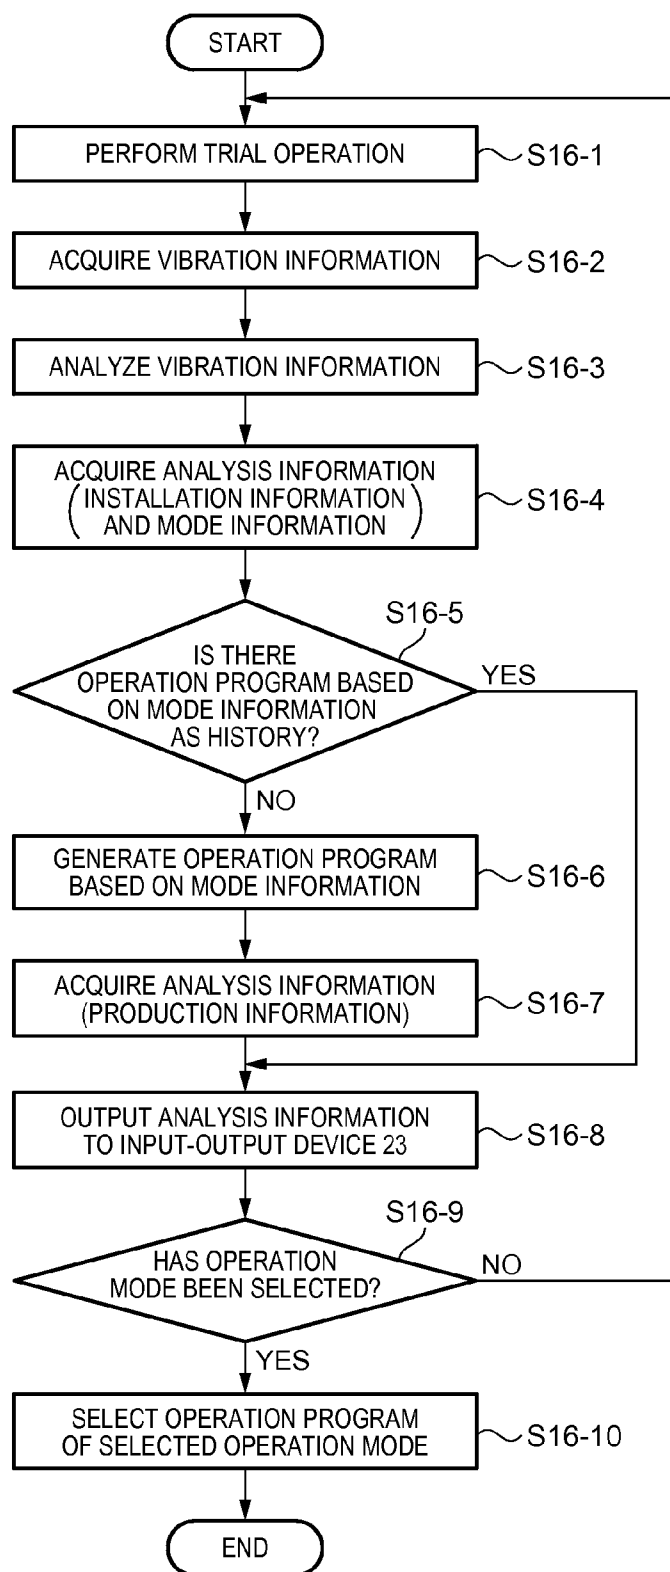 START
PERFORM TRIAL OPERATION
S16-1
ACQUIRE VIBRATION INFORMATION
S16-2
ANALYZE VIBRATION INFORMATION
S16-3
ACQUIRE ANALYSIS INFORMATION
(INSTALLATION INFORMATION
AND MODE INFORMATION)
S16-4
S16-5
IS THERE
OPERATION PROGRAM BASED
ON MODE INFORMATION
AS HISTORY?
YES
NO
GENERATE OPERATION PROGRAM
BASED ON MODE INFORMATION
S16-6
ACQUIRE ANALYSIS INFORMATION
(PRODUCTION INFORMATION)
S16-7
OUTPUT ANALYSIS INFORMATION
TO INPUT-OUTPUT DEVICE 23
S16-8
S16-9
HAS OPERATION
MODE BEEN SELECTED?
NO
YES
SELECT OPERATION PROGRAM
OF SELECTED OPERATION MODE
S16-10
END